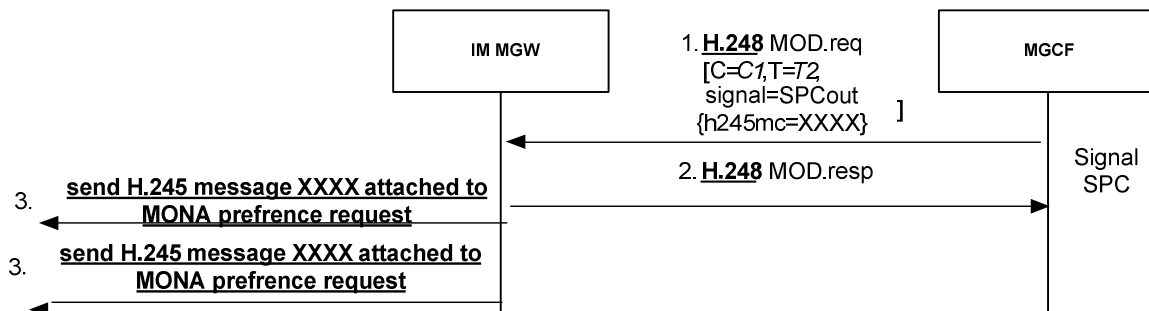 IM MGW
MGCF
1. H.248 MOD.req
[C=C1,T=T2,
signal=SPCout
{h245mc=XXXX}
]
2. H.248 MOD.resp
Signal
SPC
3. send H.245 message XXXX attached to
MONA prefrence request
3. send H.245 message XXXX attached to
MONA prefrence request